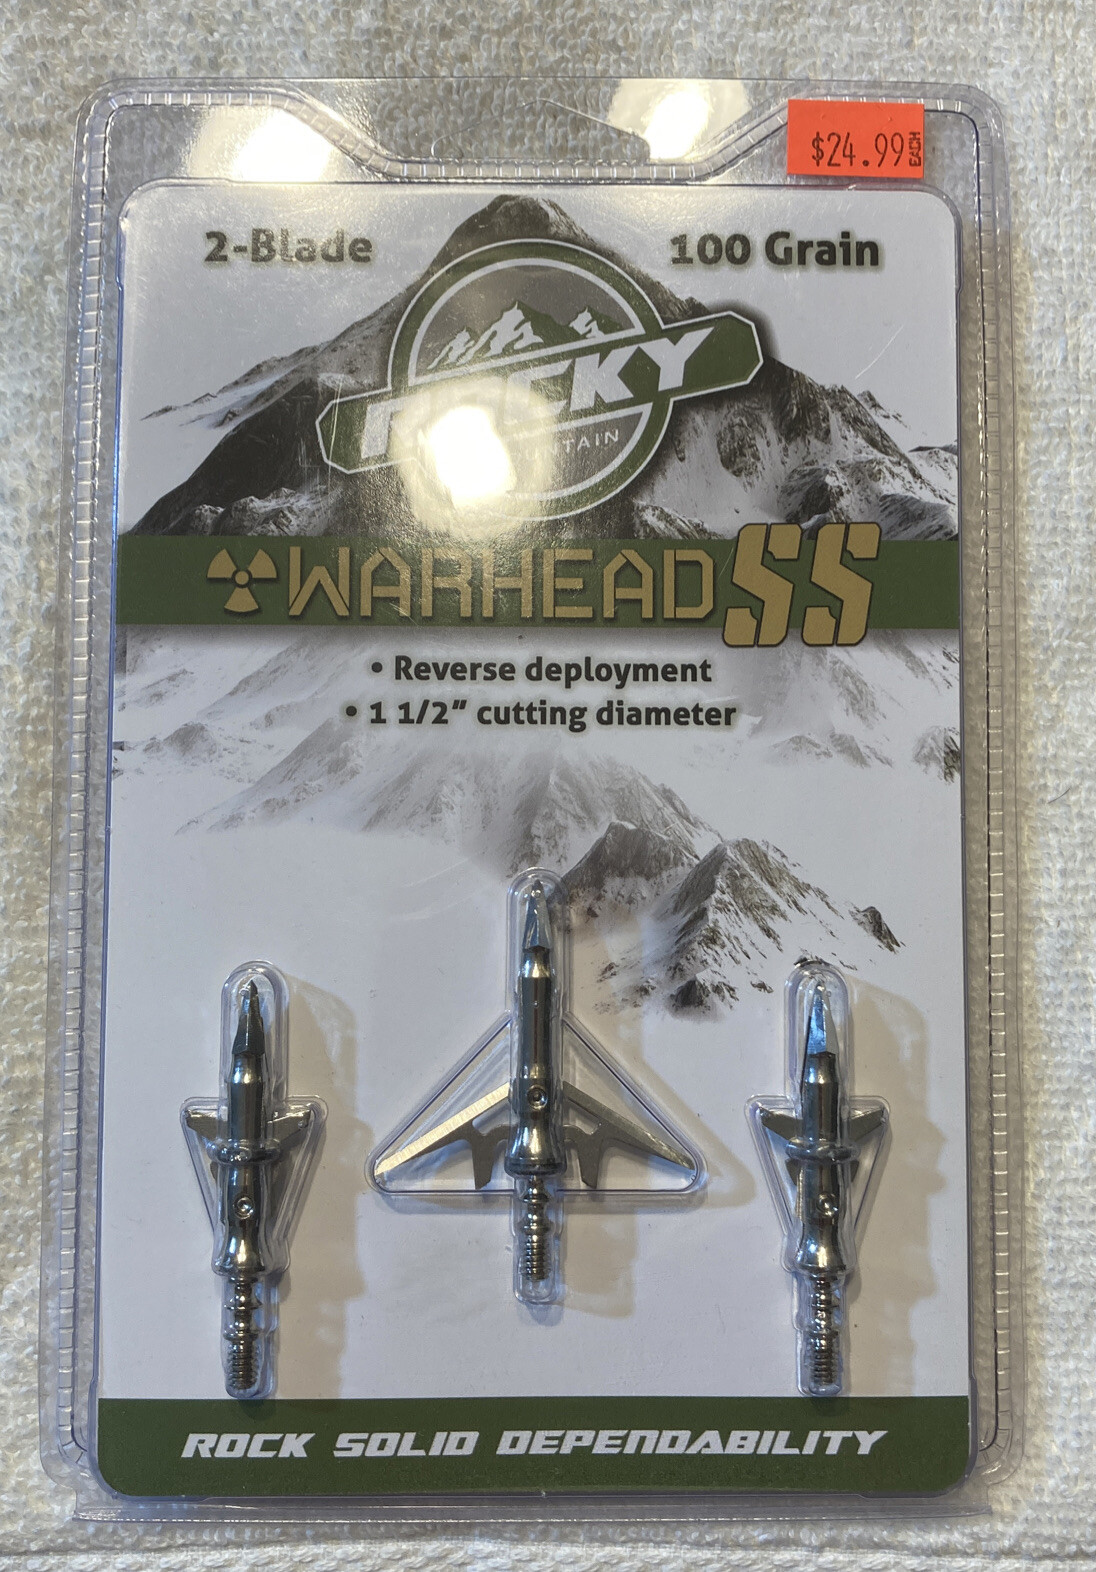 $24.99 EACH
2-Blade 100 Grain
ROCKY
WARHEAD SS
• Reverse deployment
• 1 1/2” cutting diameter
ROCK SOLID DEPENDABILITY